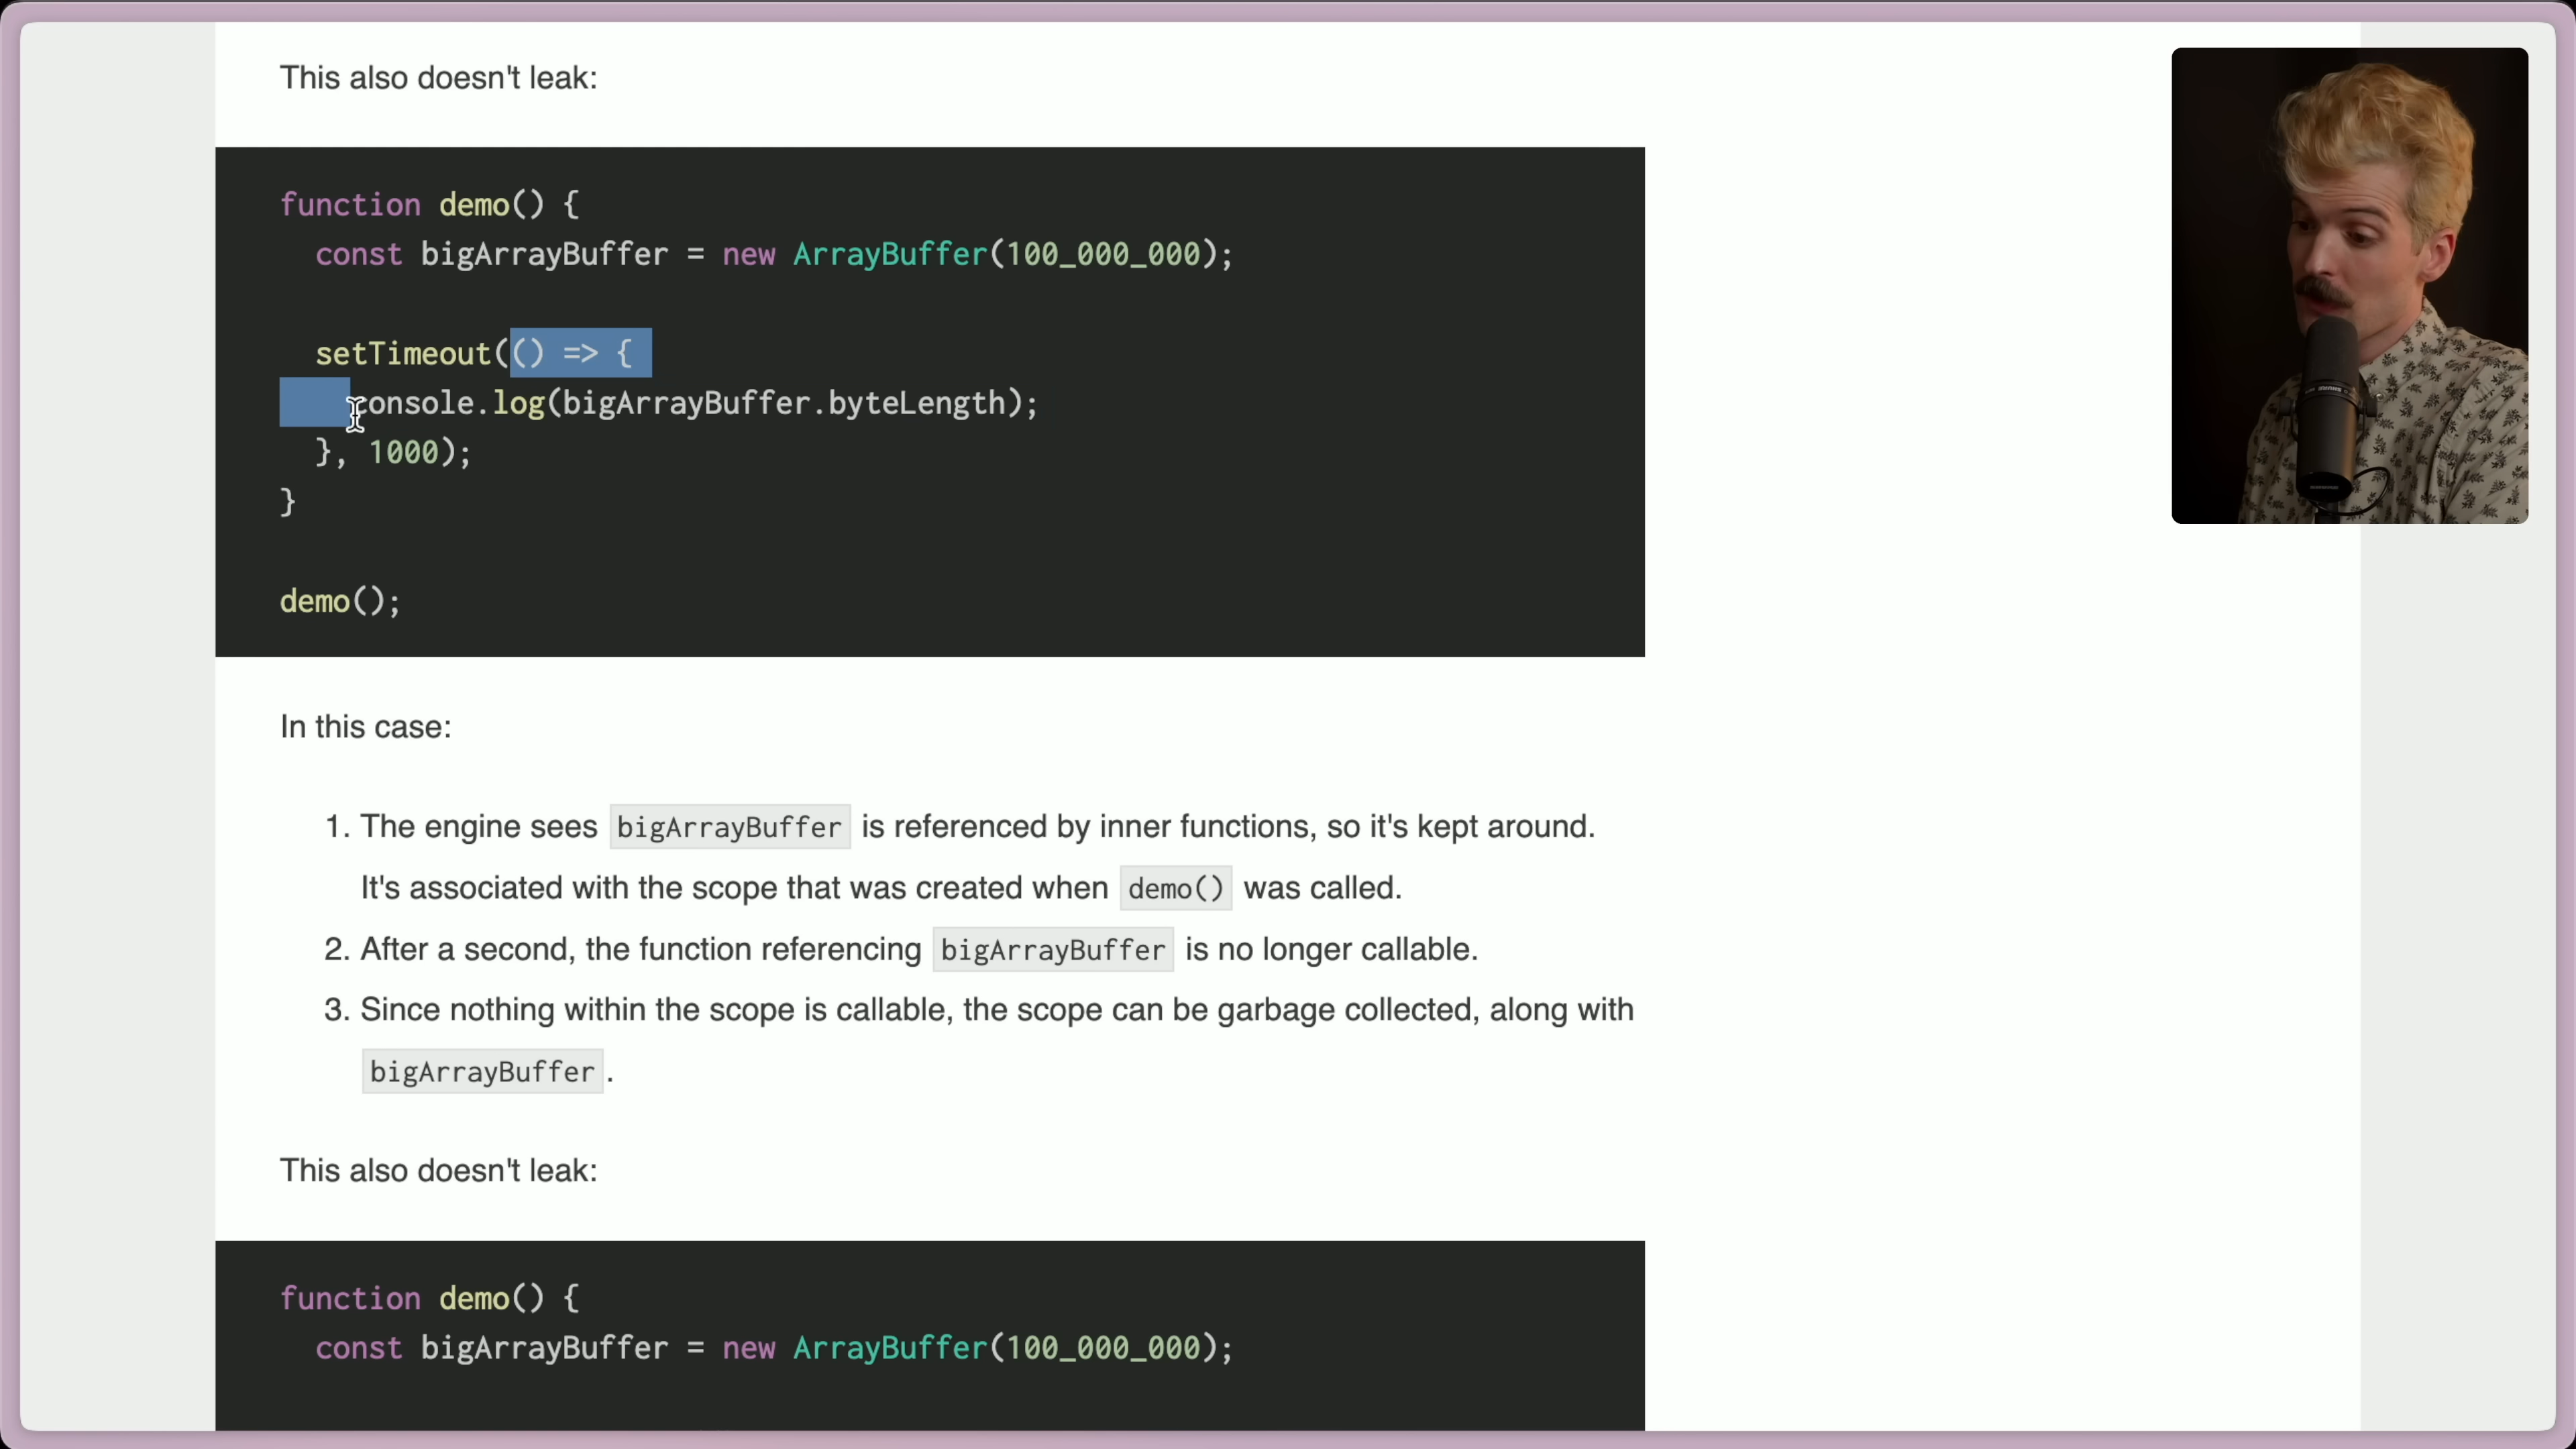 This also doesn't leak:
function demo() {
  const bigArrayBuffer = new ArrayBuffer(100_000_000);
  setTimeout(() => {
    console.log(bigArrayBuffer.byteLength);
  }, 1000);
}
demo();
In this case:
1. The engine sees bigArrayBuffer is referenced by inner functions, so it's kept around.
It's associated with the scope that was created when demo() was called.
2. After a second, the function referencing bigArrayBuffer is no longer callable.
3. Since nothing within the scope is callable, the scope can be garbage collected, along with
bigArrayBuffer.
This also doesn't leak:
function demo() {
  const bigArrayBuffer = new ArrayBuffer(100_000_000);